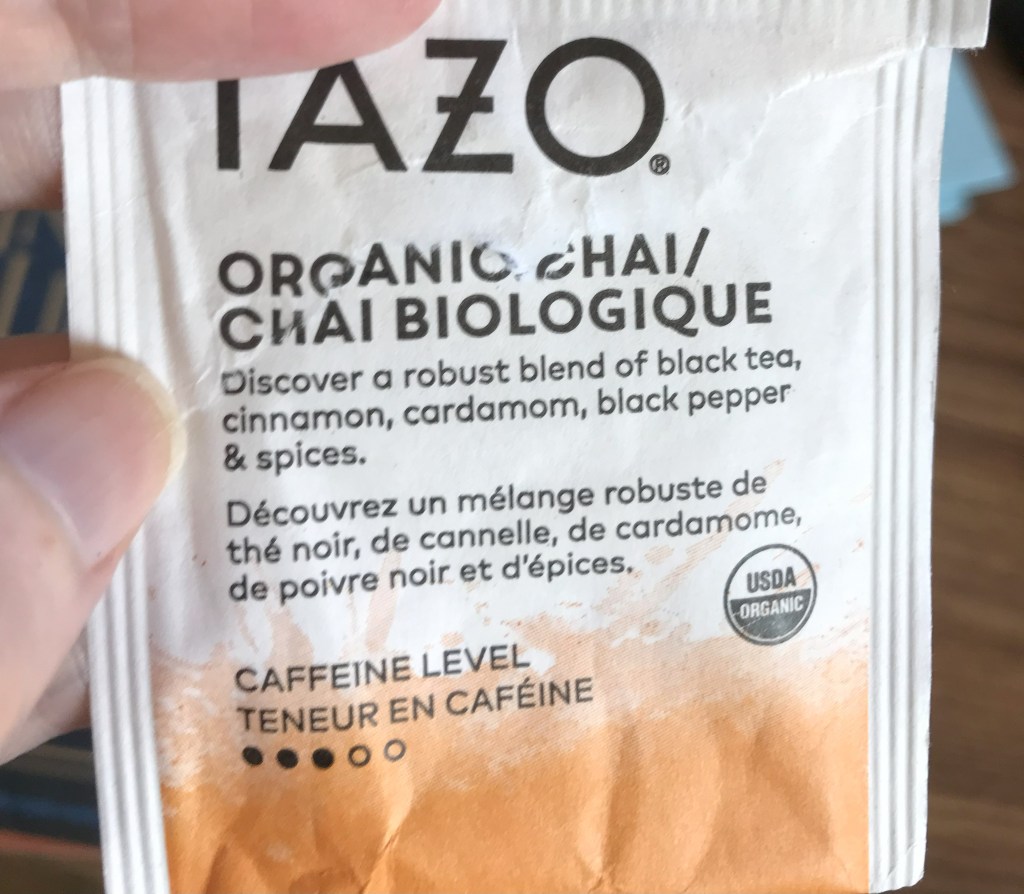 TAZO®
ORGANIC CHAI/
CHAI BIOLOGIQUE
Discover a robust blend of black tea,
cinnamon, cardamom, black pepper
& spices.
Découvrez un mélange robuste de
thé noir, de cannelle, de cardamome,
de poivre noir et d'épices.
USDA
ORGANIC
CAFFEINE LEVEL
TENEUR EN CAFÉINE